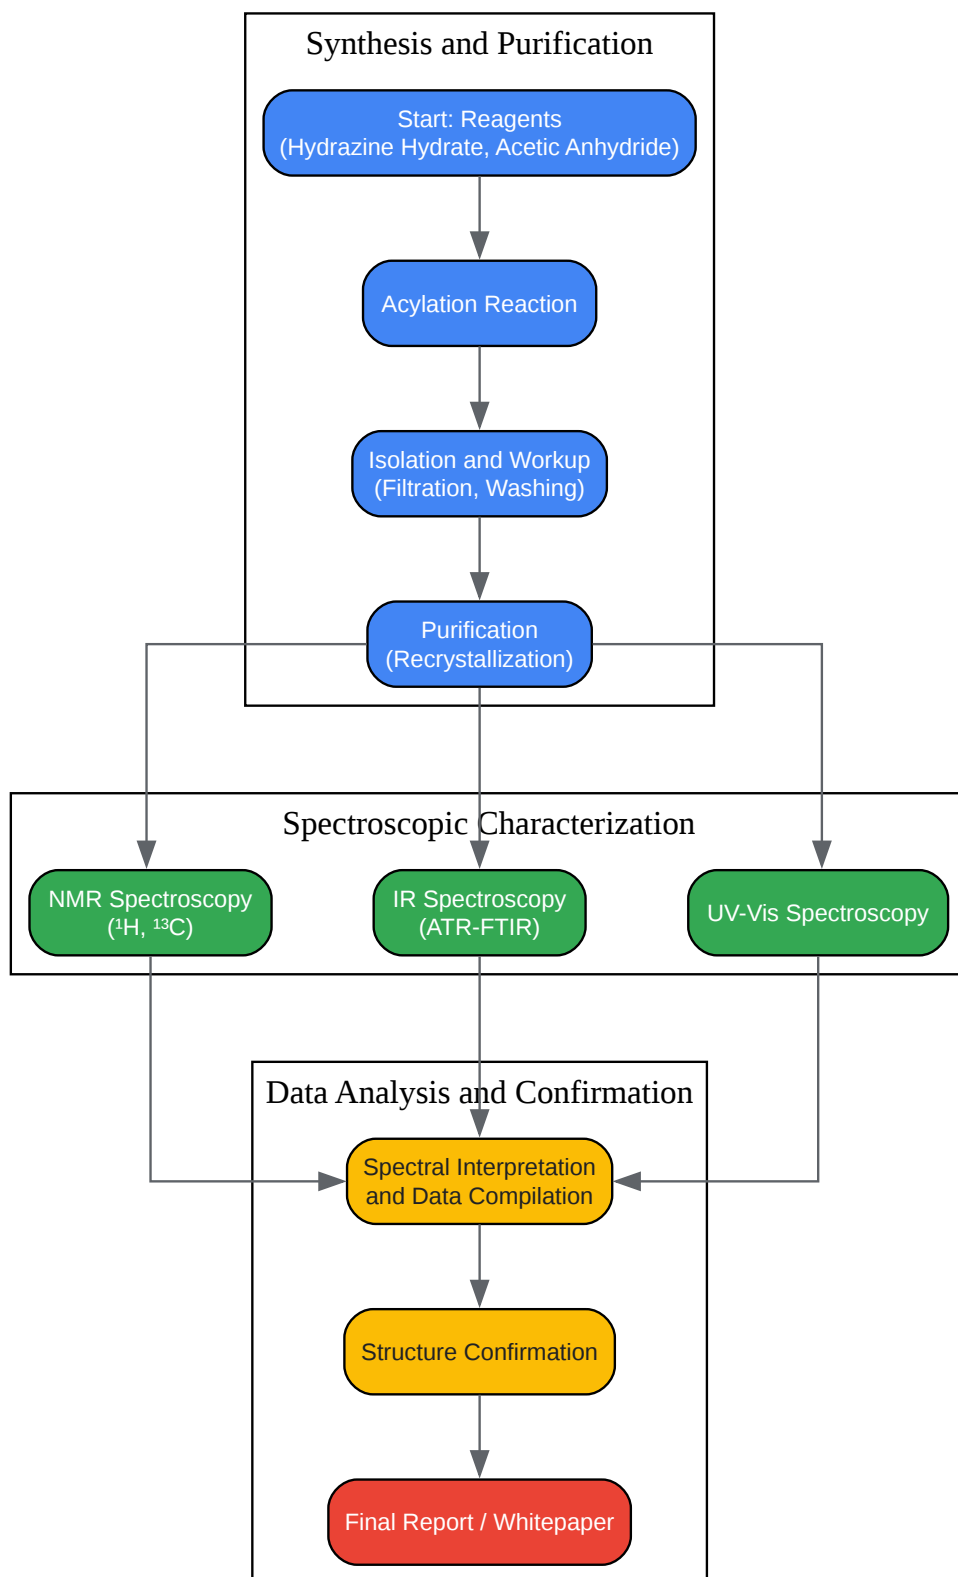 Synthesis and Purification
Start: Reagents
(Hydrazine Hydrate, Acetic Anhydride)
Acylation Reaction
Isolation and Workup
(Filtration, Washing)
Purification
(Recrystallization)
Spectroscopic Characterization
NMR Spectroscopy
(¹H, ¹³C)
IR Spectroscopy
(ATR-FTIR)
UV-Vis Spectroscopy
Data Analysis and Confirmation
Spectral Interpretation
and Data Compilation
Structure Confirmation
Final Report / Whitepaper